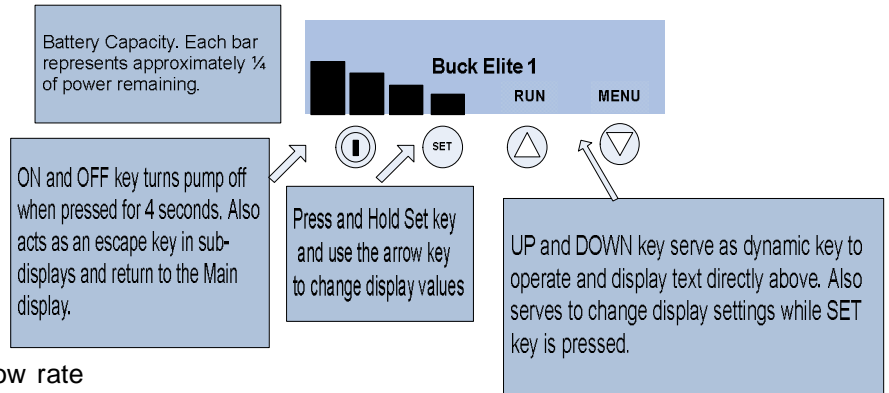 Battery Capacity. Each bar
represents approximately ¼
of power remaining.
Buck Elite 1
RUN MENU
SET
ON and OFF key turns pump off
when pressed for 4 seconds. Also
acts as an escape key in sub-
displays and return to the Main
display.
Press and Hold Set key
and use the arrow key
to change display values
UP and DOWN key serve as dynamic key to
operate and display text directly above. Also
serves to change display settings while SET
key is pressed.
rate